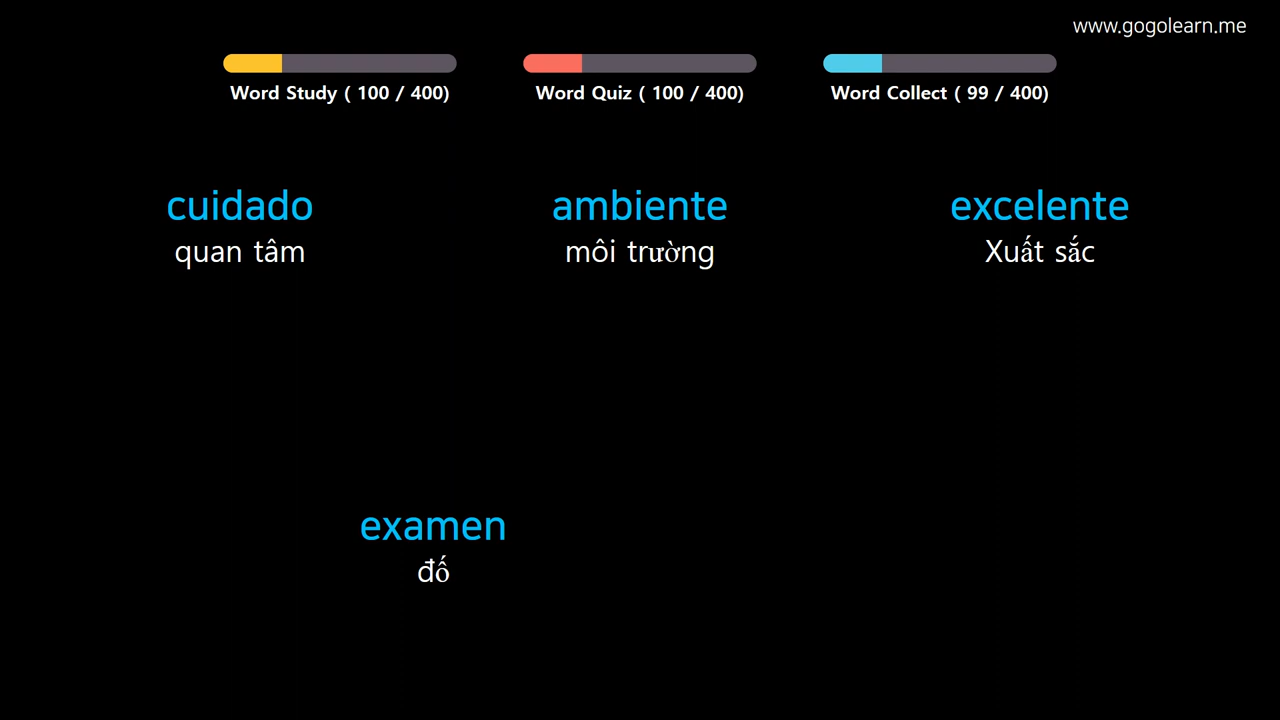 www.gogolearn.me
Word Study ( 100 / 400)
Word Quiz ( 100 / 400)
Word Collect ( 99 / 400)
cuidado
quan tâm
ambiente
môi trường
excelente
Xuất sắc
examen
đố